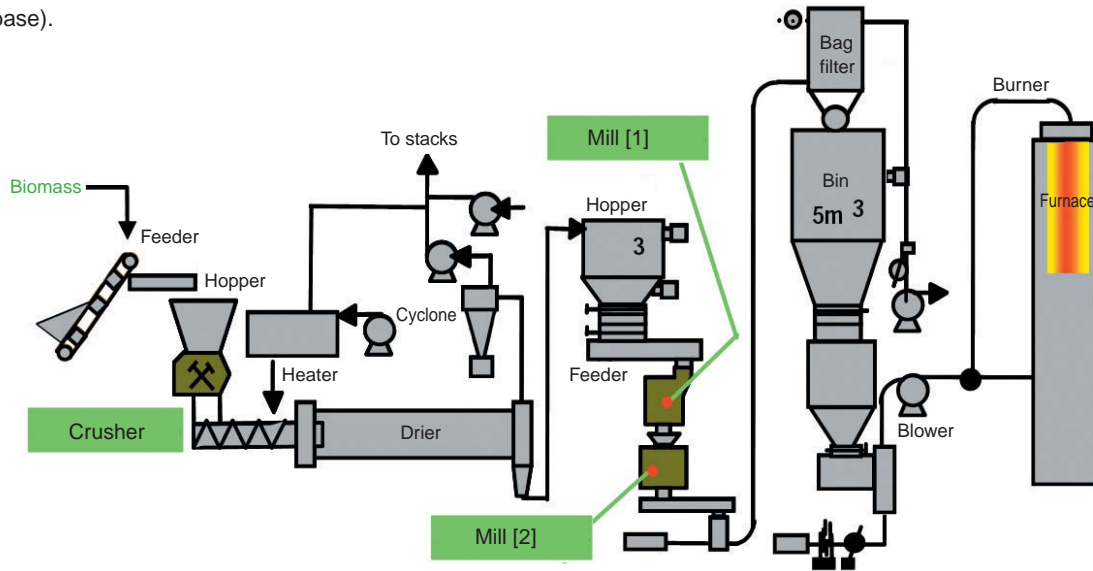 base).
Bag
filter
Burner
To stacks
Mill [1]
Biomass
Bin
5m 3
Furnace
Hopper
3
Feeder
Hopper
Cyclone
Heater
Feeder
Crusher
Drier
Blower
Mill [2]